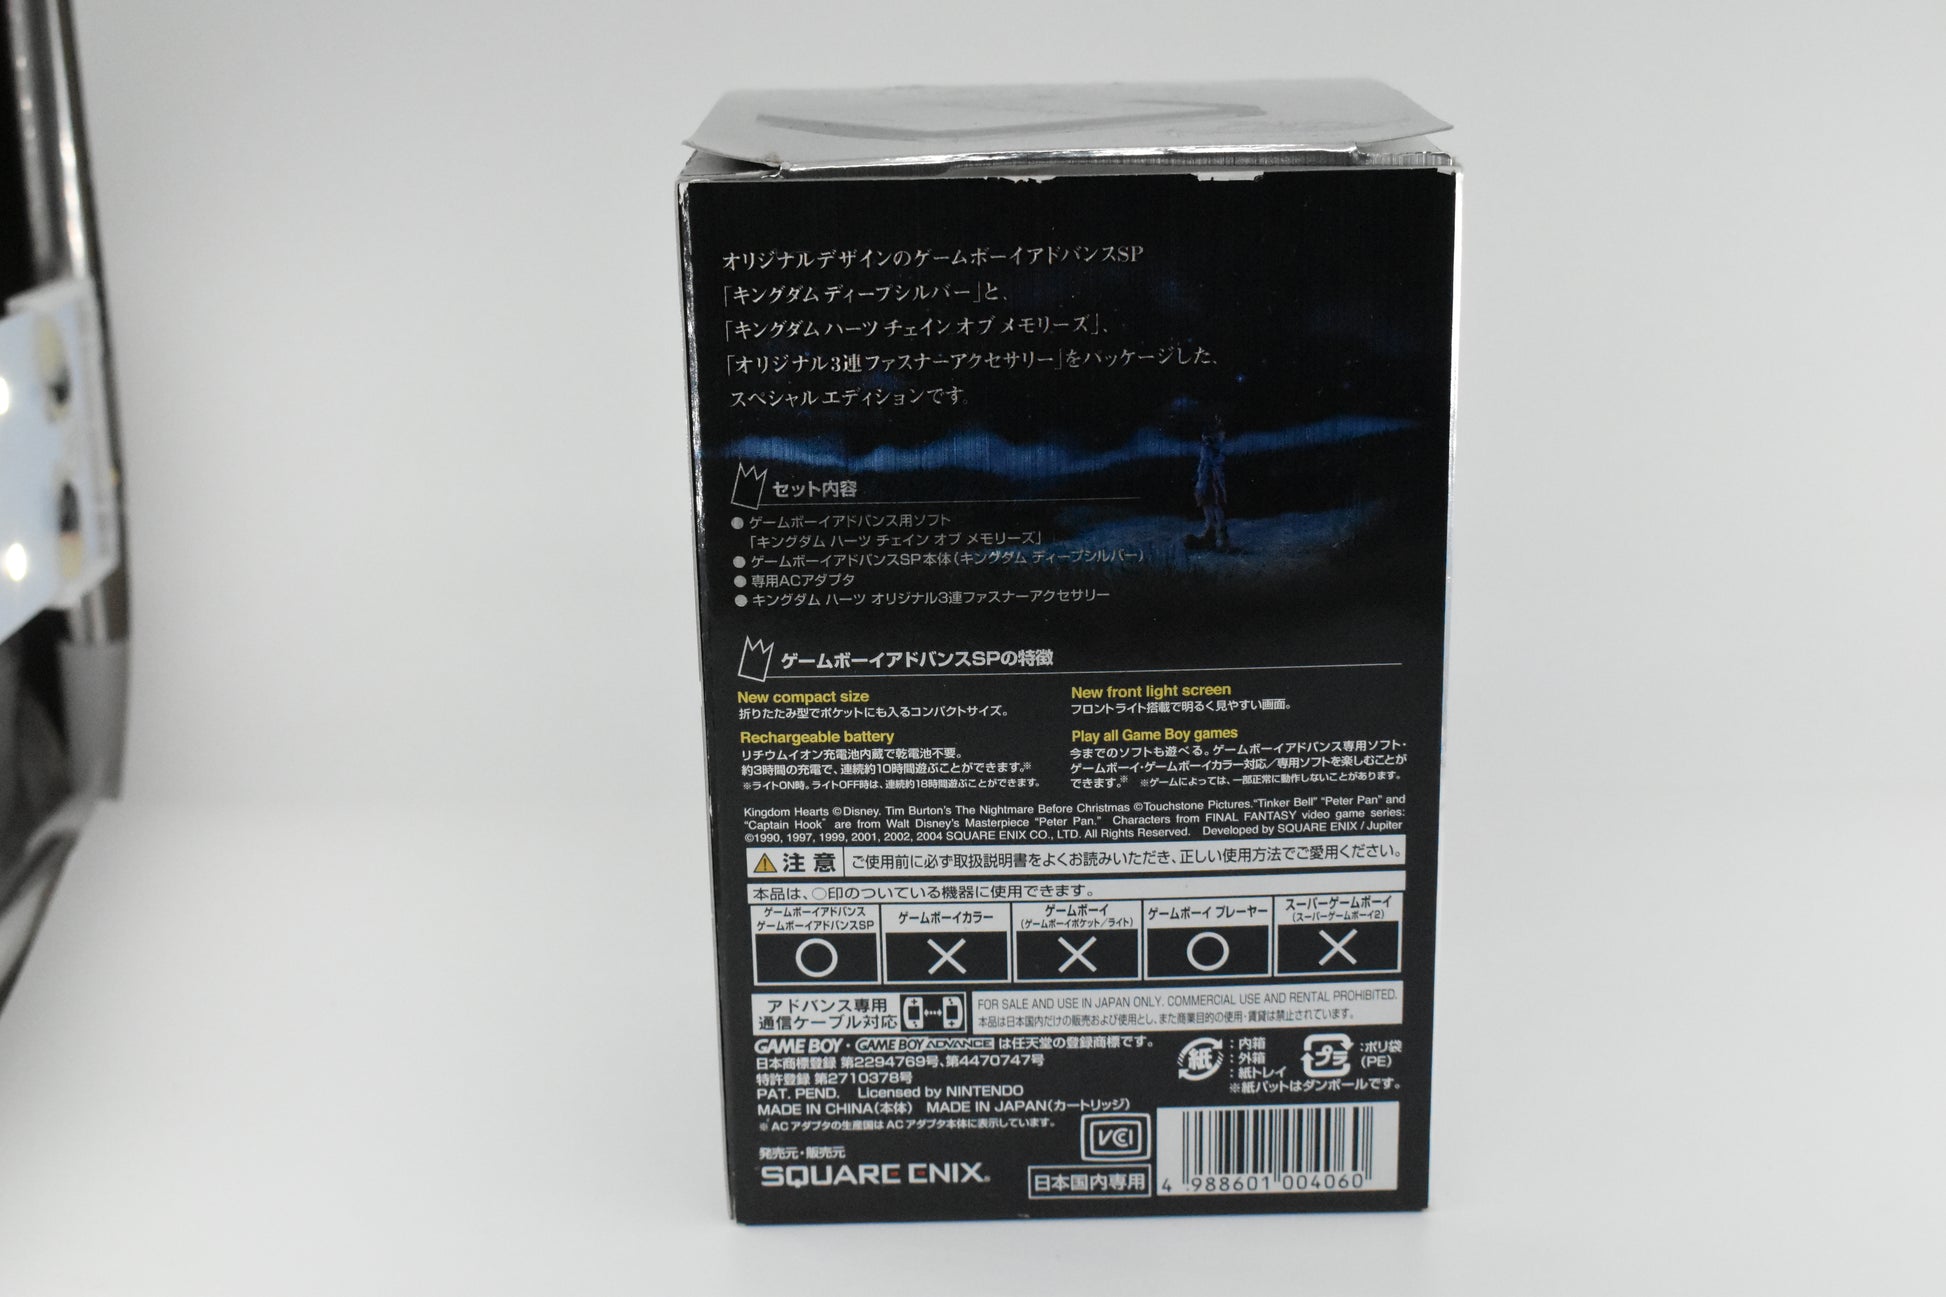 オリジナルデザインのゲームボーイアドバンスSP
「キングダム ディープシルバー」と、
「キングダム ハーツ チェイン オブ メモリーズ」、
「オリジナル3連ファスナーアクセサリー」をパッケージした、
スペシャル エディションです。
セット内容
● ゲームボーイアドバンス用ソフト
「キングダム ハーツ チェイン オブ メモリーズ」
● ゲームボーイアドバンスSP本体(キングダム ディープシルバー)
● 専用ACアダプタ
● キングダム ハーツ オリジナル3連ファスナーアクセサリー
ゲームボーイアドバンスSPの特徴
New compact size
折りたたみ型でポケットにも入るコンパクトサイズ。
New front light screen
フロントライト搭載で明るく見やすい画面。
Rechargeable battery
リチウムイオン充電池内蔵で乾電池不要。
約3時間の充電で、連続約10時間遊ぶことができます。※
※ライトON時。ライトOFF時は、連続約18時間遊ぶことができます。
Play all Game Boy games
今までのソフトも遊べる。ゲームボーイアドバンス専用ソフト・
ゲームボーイ・ゲームボーイカラー対応/専用ソフトを楽しむことが
できます。※ ※ゲームによっては、一部正常に動作しないことがあります。
Kingdom Hearts ©Disney. Tim Burton's The Nightmare Before Christmas ©Touchstone Pictures. "Tinker Bell" "Peter Pan" and
"Captain Hook" are from Walt Disney's Masterpiece "Peter Pan." Characters from FINAL FANTASY video game series:
©1990, 1997, 1999, 2001, 2002, 2004 SQUARE ENIX CO., LTD. All Rights Reserved. Developed by SQUARE ENIX / Jupiter
注意 ご使用前に必ず取扱説明書をよくお読みいただき、正しい使用方法でご愛用ください。
本品は、○印のついている機器に使用できます。
ゲームボーイアドバンス
ゲームボーイアドバンスSP
○
ゲームボーイカラー
×
ゲームボーイ
(ゲームボーイポケット/ライト)
×
ゲームボーイ プレーヤー
○
スーパーゲームボーイ
(スーパーゲームボーイ2)
×
アドバンス専用
通信ケーブル対応
FOR SALE AND USE IN JAPAN ONLY. COMMERCIAL USE AND RENTAL PROHIBITED.
本品は日本国内だけの販売および使用とし、また商業目的の使用・賃貸は禁止されています。
GAME BOY・GAME BOY ADVANCE は任天堂の登録商標です。
日本商標登録 第2294769号、第4470747号
特許登録 第2710378号
PAT. PEND. Licensed by NINTENDO
MADE IN CHINA(本体) MADE IN JAPAN(カートリッジ)
※ ACアダプタの生産国はACアダプタ本体に表示しています。
紙
:内箱
:外箱
:紙トレイ
プラ
:ポリ袋
(PE)
※紙パットはダンボールです。
発売元・販売元
SQUARE ENIX®
VCCI
日本国内専用
4 988601 004060